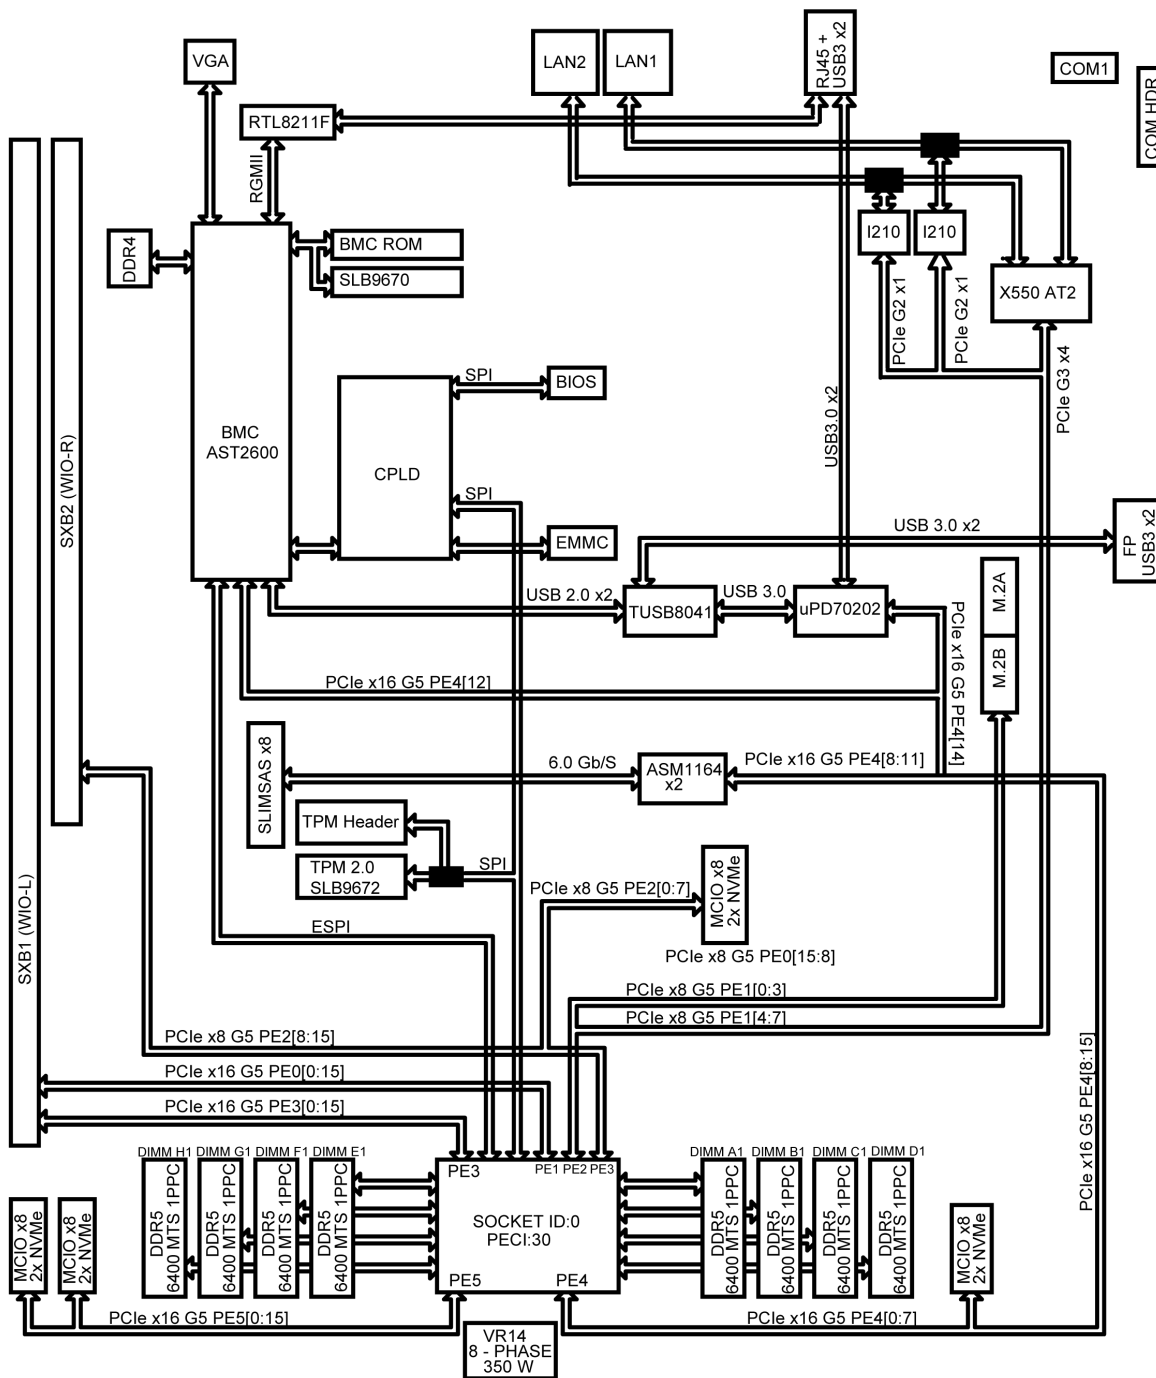 VGA
LAN2
LAN1
RJ45 +
USB3 x2
COM1
COM HDR
RTL8211F
RGMII
DDR4
BMC ROM
SLB9670
I210
I210
X550 AT2
PCIe G2 x1
PCIe G2 x1
PCIe G3 x4
BMC
AST2600
CPLD
SPI
BIOS
SPI
EMMC
USB3.0 x2
USB 3.0 x2
FP
USB3 x2
SXB2 (WIO-R)
SXB1 (WIO-L)
USB 2.0 x2
TUSB8041
USB 3.0
uPD70202
M.2A
M.2B
PCIe x16 G5 PE4[14]
PCIe x16 G5 PE4[12]
SLIMSAS x8
6.0 Gb/S
ASM1164
x2
PCIe x16 G5 PE4[8:11]
TPM Header
TPM 2.0
SLB9672
SPI
PCIe x8 G5 PE2[0:7]
MCIO x8
2x NVMe
ESPI
PCIe x8 G5 PE0[15:8]
PCIe x8 G5 PE1[0:3]
PCIe x8 G5 PE1[4:7]
PCIe x8 G5 PE2[8:15]
PCIe x16 G5 PE0[0:15]
PCIe x16 G5 PE3[0:15]
PCIe x16 G5 PE4[8:15]
DIMM H1
DIMM G1
DIMM F1
DIMM E1
DDR5
6400 MTS 1PPC
DDR5
6400 MTS 1PPC
DDR5
6400 MTS 1PPC
DDR5
6400 MTS 1PPC
PE3
PE1
PE2
PE3
SOCKET ID:0
PECI:30
PE5
PE4
DIMM A1
DIMM B1
DIMM C1
DIMM D1
DDR5
6400 MTS 1PPC
DDR5
6400 MTS 1PPC
DDR5
6400 MTS 1PPC
DDR5
6400 MTS 1PPC
MCIO x8
2x NVMe
MCIO x8
2x NVMe
MCIO x8
2x NVMe
PCIe x16 G5 PE5[0:15]
PCIe x16 G5 PE4[0:7]
VR14
8 - PHASE
350 W